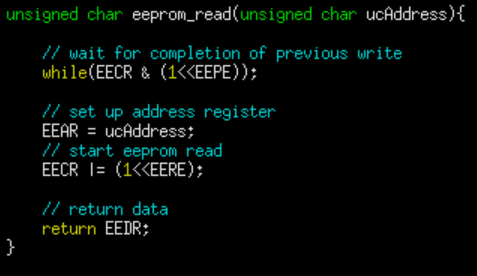 unsigned char eeprom_read(unsigned char ucAddress){
// wait for completion of previous write
while(EECR & (1<<EEPE));
// set up address register
EEAR = ucAddress;
// start eeprom read
EECR |= (1<<EERE);
// return data
return EEDR;
}